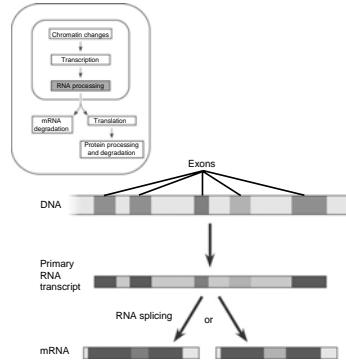 Chromatin changes
Transcription
RNA processing
mRNA
degradation
Translation
Protein processing
and degradation
Exons
DNA
Primary
RNA
transcript
RNA splicing
or
mRNA